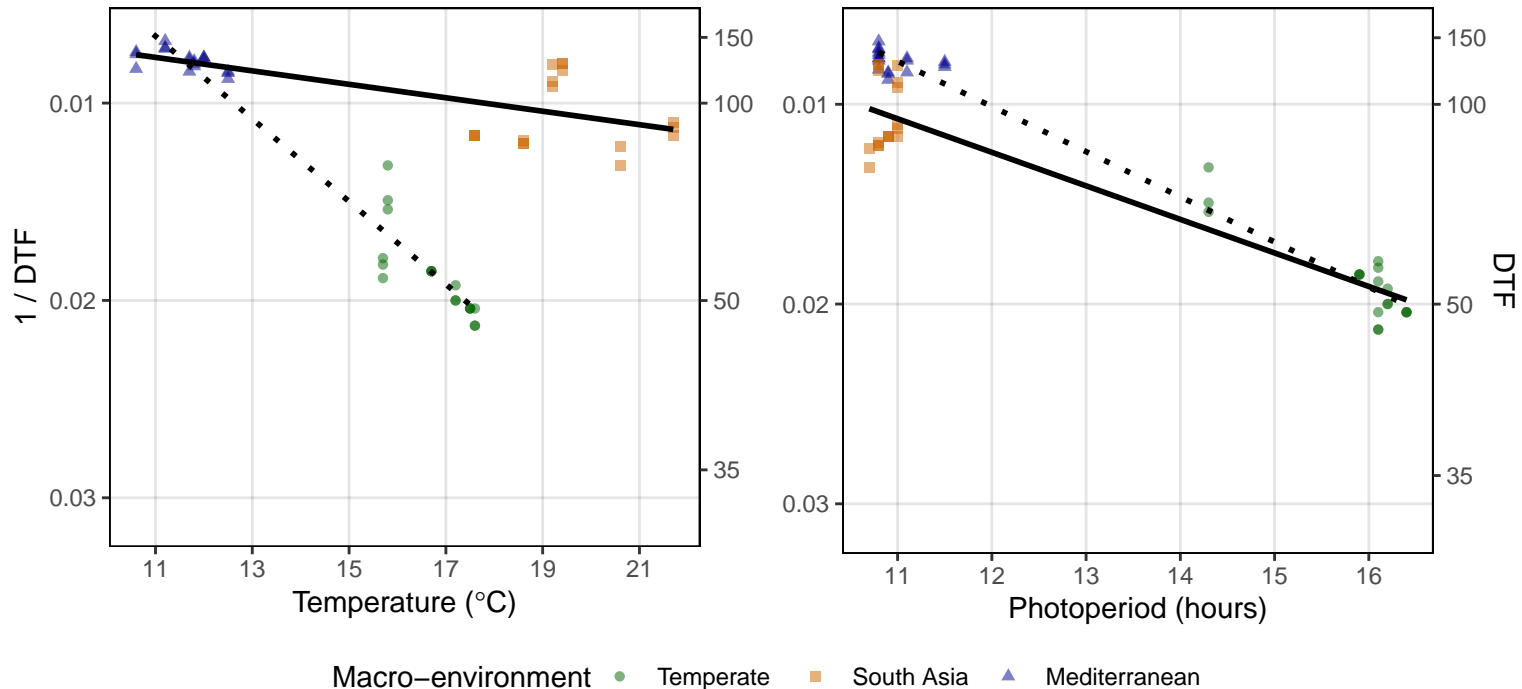 1 / DTF
0.01
0.02
0.03
150
100
50
35
11 13 15 17 19 21
Temperature (°C)
0.01
0.02
0.03
150
100
50
35
DTF
11 12 13 14 15 16
Photoperiod (hours)
Macro−environment Temperate South Asia Mediterranean